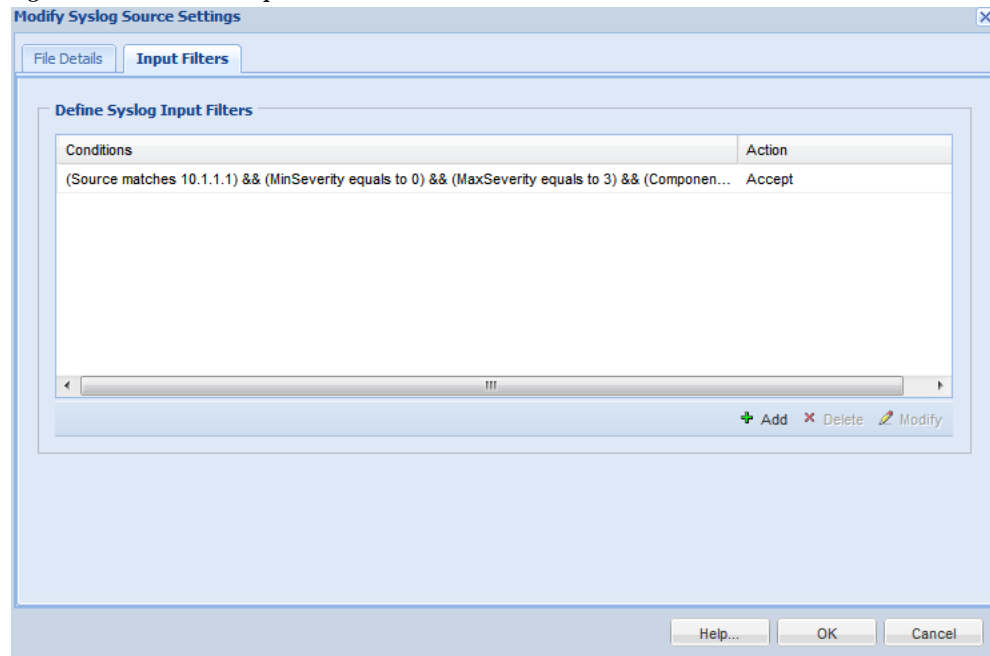 Modify Syslog Source Settings
File Details Input Filters
Define Syslog Input Filters
Conditions Action
(Source matches 10.1.1.1) && (MinSeverity equals to 0) && (MaxSeverity equals to 3) && (Componen... Accept
Add Delete Modify
Help... OK Cancel